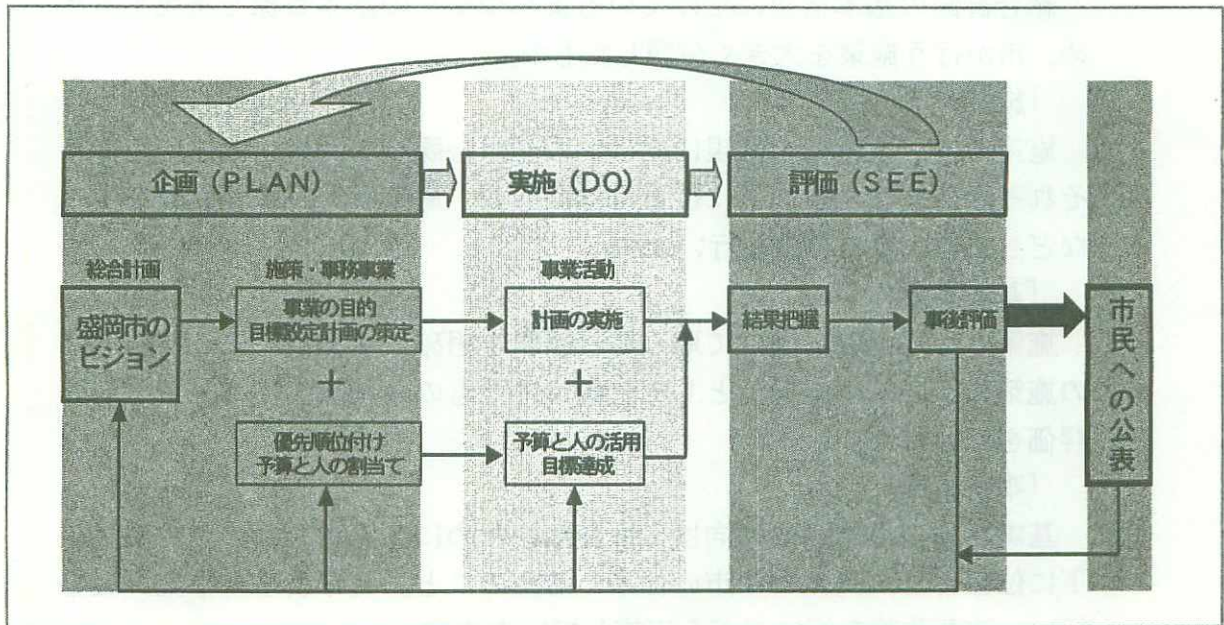 企画（PLAN）
実施（DO）
評価（SEE）
総合計画
盛岡市の
ビジョン
施策・事務事業
事業の目的
目標設定計画の策定
+
優先順位付け
予算と人の割当て
事業活動
計画の実施
+
予算と人の活用
目標達成
結果把握
事後評価
市民への公表